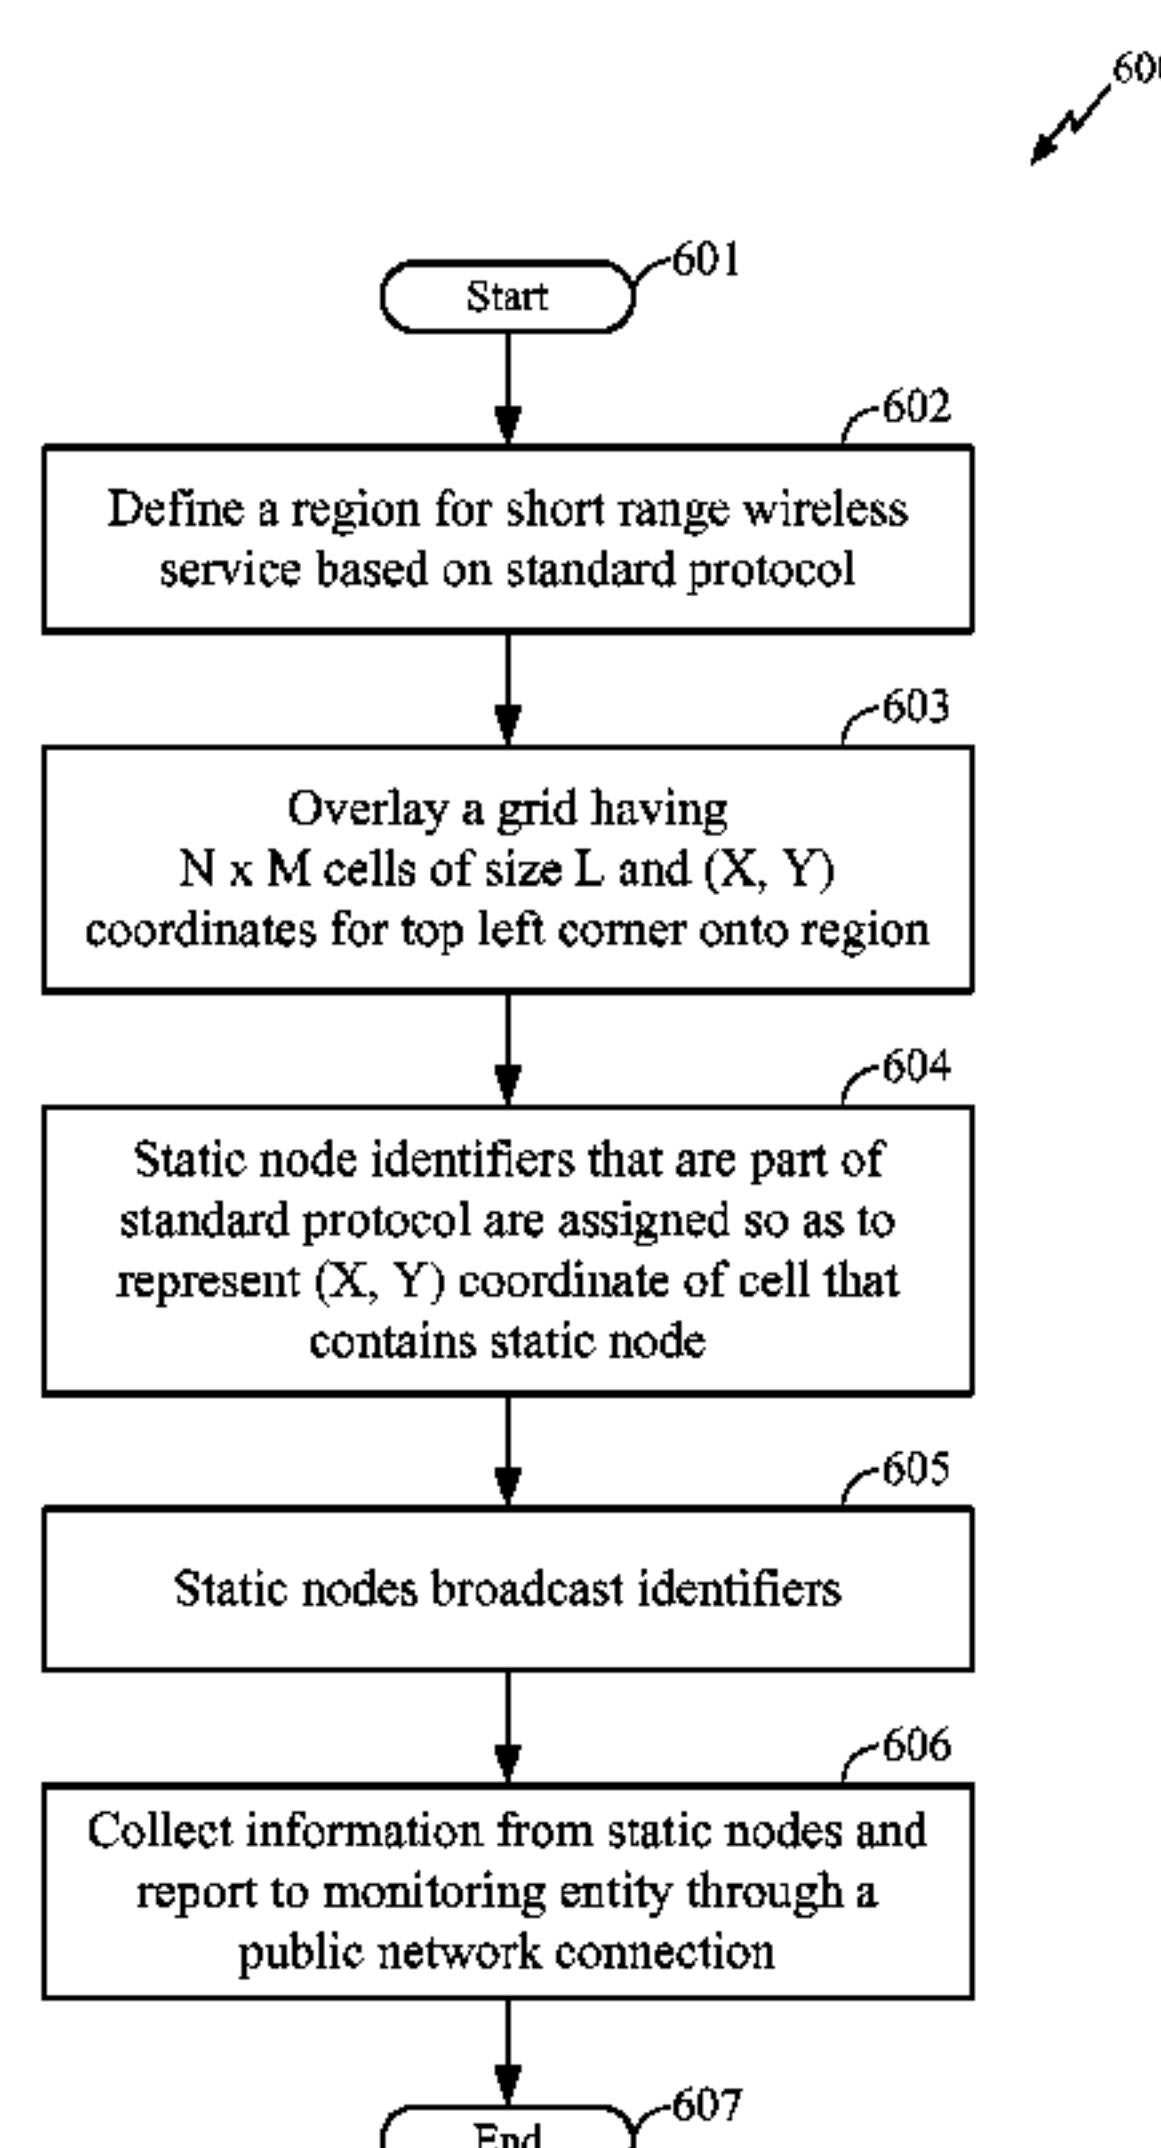 601
Start
602
Define a region for short range wireless
service based on standard protocol
603
Overlay a grid having
N x M cells of size L and (X, Y)
coordinates for top left corner onto region
604
Static node identifiers that are part of
standard protocol are assigned so as to
represent (X, Y) coordinate of cell that
contains static node
605
Static nodes broadcast identifiers
606
Collect information from static nodes and
report to monitoring entity through a
public network connection
607
End